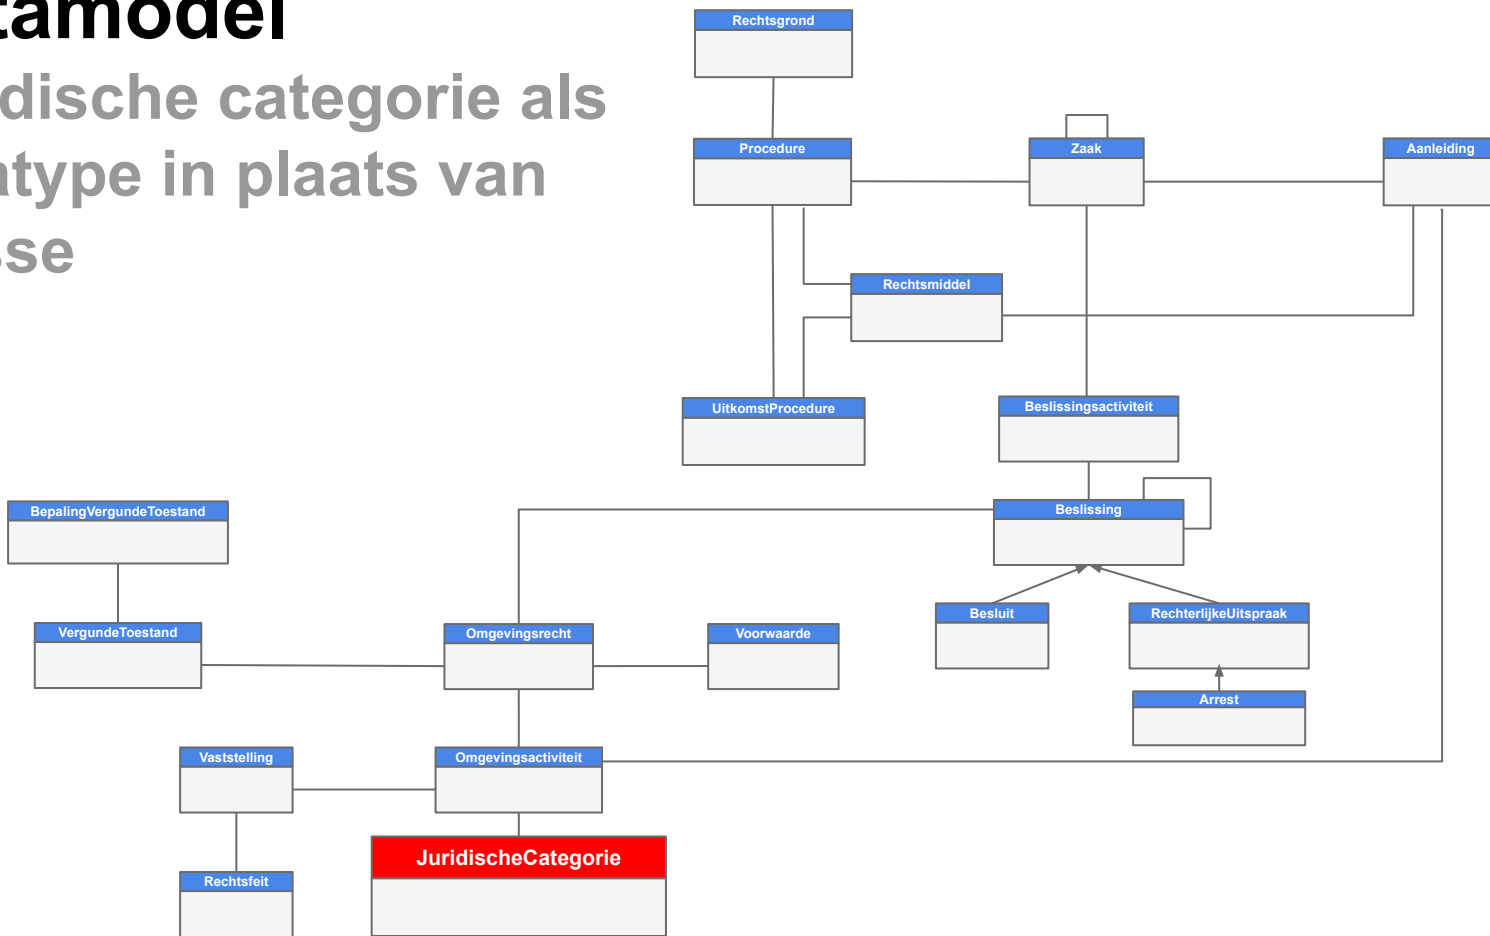 tamodel
dische categorie als
atype in plaats van
sse
Rechtsgrond
Procedure
Zaak
Aanleiding
Rechtsmiddel
UitkomstProcedure
Beslissingsactiviteit
BepalingVergundeToestand
Beslissing
Besluit
RechterlijkeUitspraak
VergundeToestand
Omgevingsrecht
Voorwaarde
Arrest
Vaststelling
Omgevingsactiviteit
JuridischeCategorie
Rechtsfeit